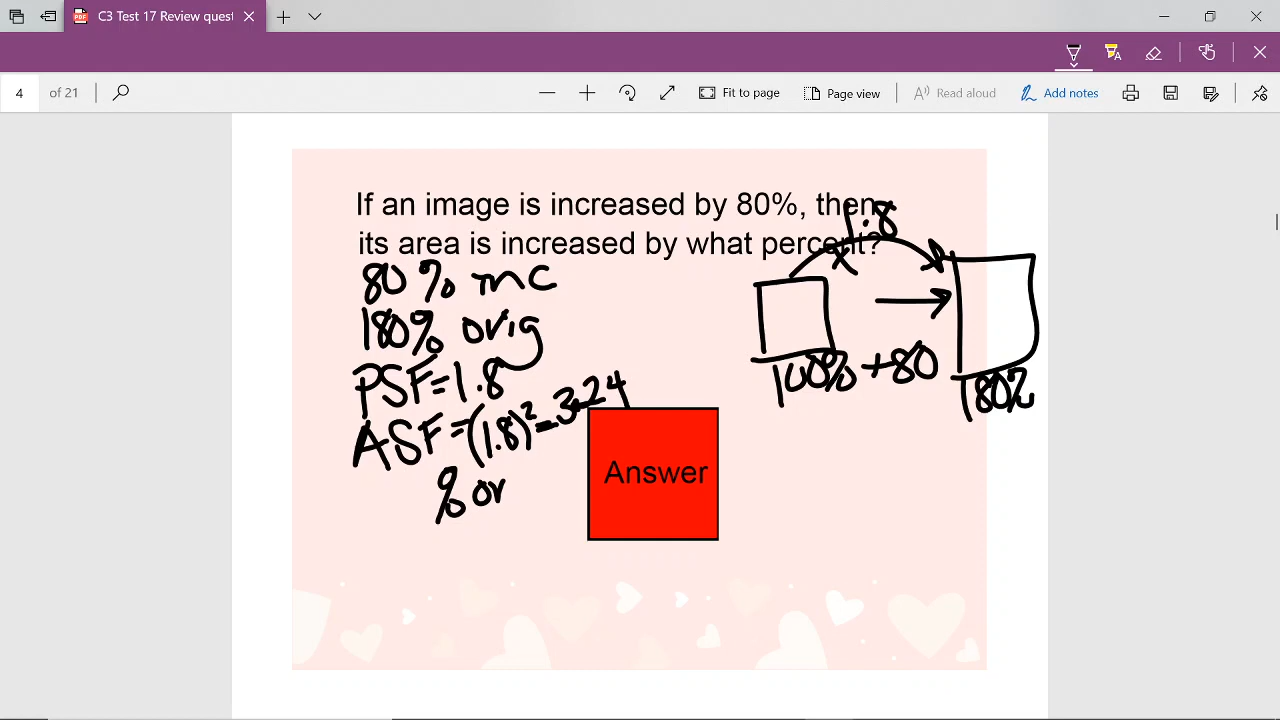 C3 Test 17 Review quest
4 of 21
Fit to page
Page view
Read aloud
Add notes
If an image is increased by 80%, then
its area is increased by what percent?
80% inc
180% orig
PSF=1.8
ASF=(1.8)²=3.24
% or
x 1.8
100% +80
180%
Answer